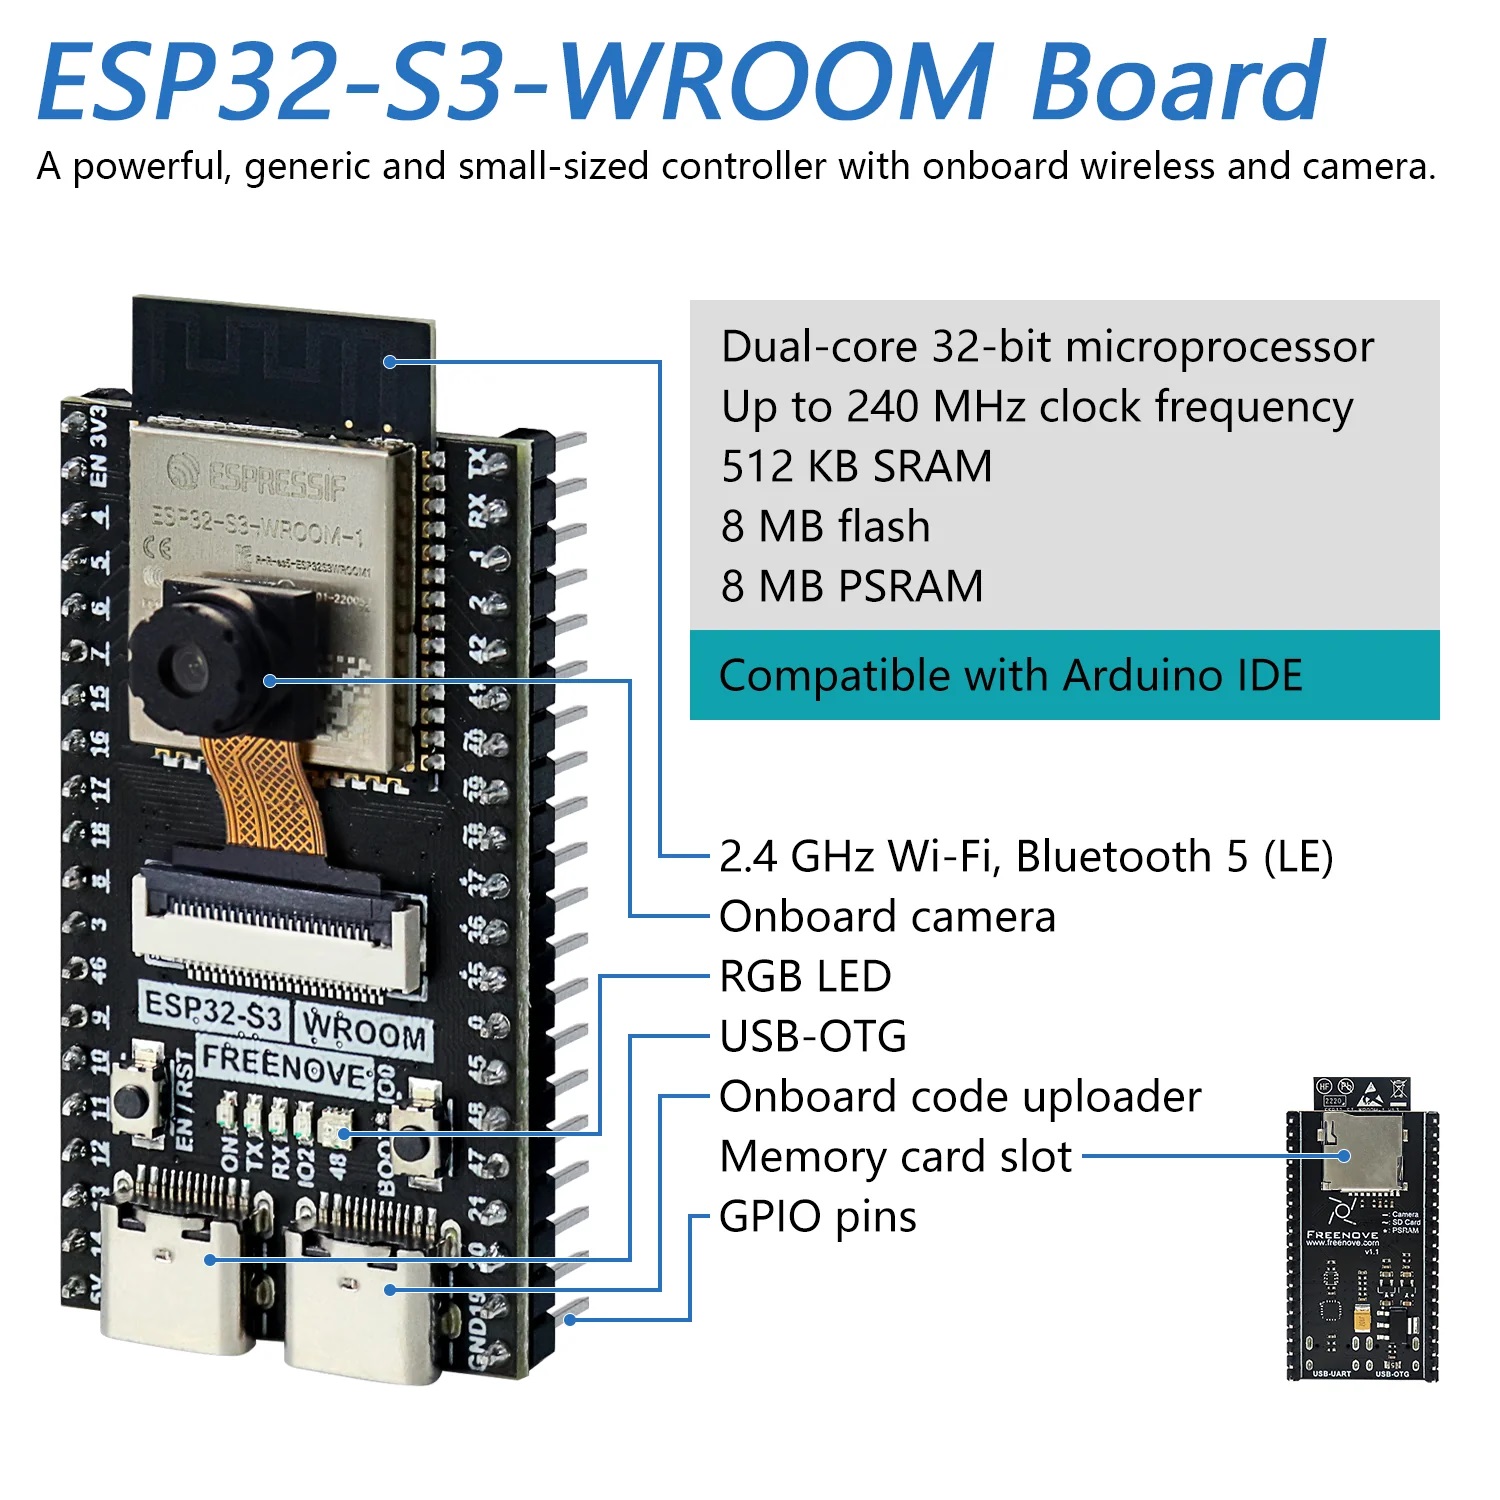 ESP32-S3-WROOM Board
A powerful, generic and small-sized controller with onboard wireless and camera.
Dual-core 32-bit microprocessor
Up to 240 MHz clock frequency
512 KB SRAM
8 MB flash
8 MB PSRAM
Compatible with Arduino IDE
2.4 GHz Wi-Fi, Bluetooth 5 (LE)
Onboard camera
RGB LED
USB-OTG
Onboard code uploader
Memory card slot
GPIO pins
ESPRESSIF
ESP32-S3-WROOM-1
CE
3V3
EN
4
5
6
7
15
16
17
18
8
3
46
9
10
11
12
13
14
5V
TX
RX
1
2
42
40
39
38
37
36
35
0
45
48
47
21
20
19
GND
ESP32-S3 WROOM
FREENOVE
EN / RST
ON
TX
RX
IO2
48
IO0
HF Pb
2220
-: Camera
~: SD Card
*: PSRAM
FREENOVE
www.freenove.com
v1.1
USB-UART USB-OTG